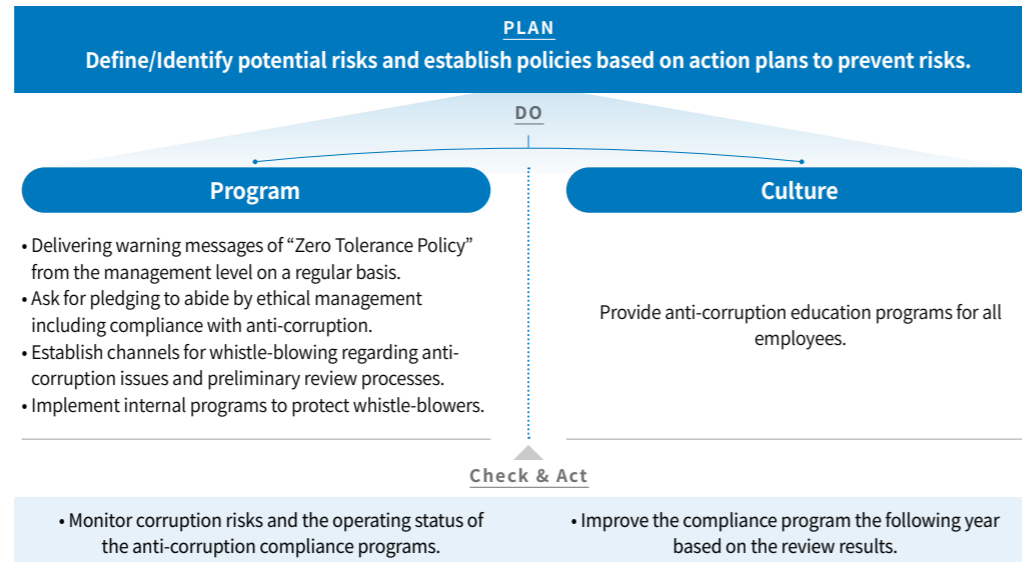 PLAN
Define/Identify potential risks and establish policies based on action plans to prevent risks.
DO
Program
• Delivering warning messages of “Zero Tolerance Policy”
from the management level on a regular basis.
• Ask for pledging to abide by ethical management
including compliance with anti-corruption.
• Establish channels for whistle-blowing regarding anti-
corruption issues and preliminary review processes.
• Implement internal programs to protect whistle-blowers.
Culture
Provide anti-corruption education programs for all
employees.
Check & Act
• Monitor corruption risks and the operating status of
the anti-corruption compliance programs.
• Improve the compliance program the following year
based on the review results.